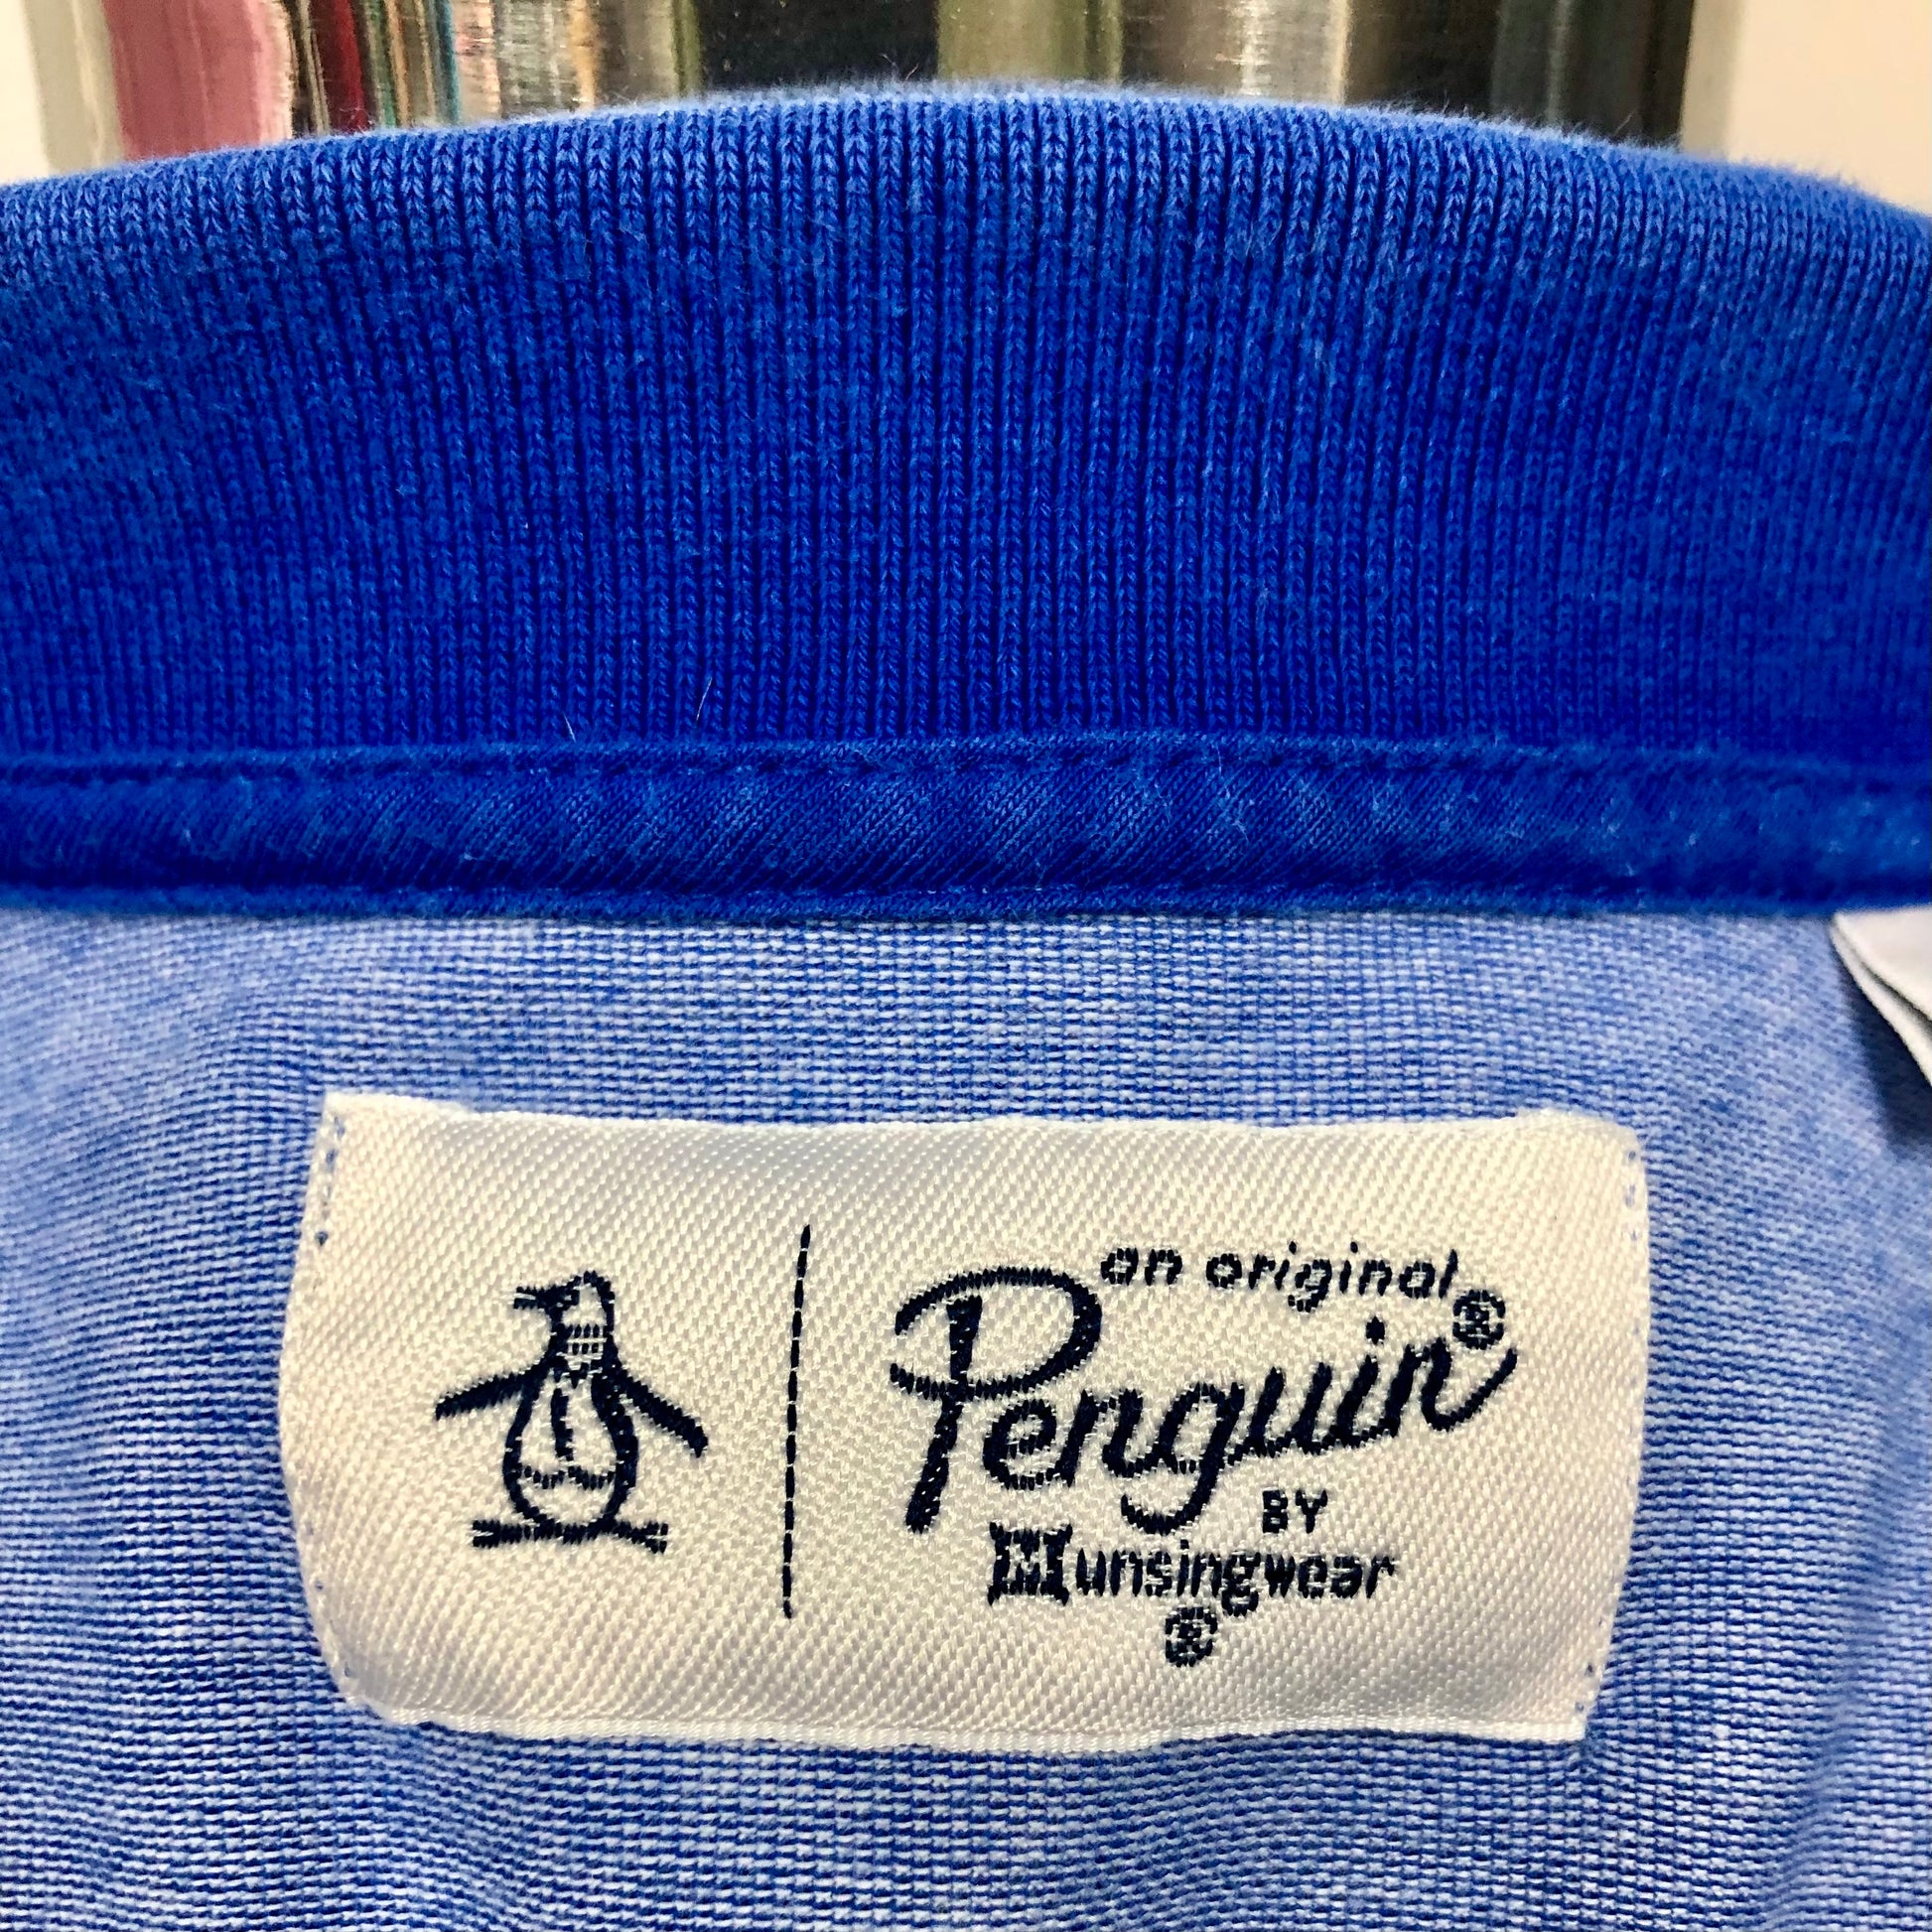 an original®
Penguin
BY
Munsingwear
®